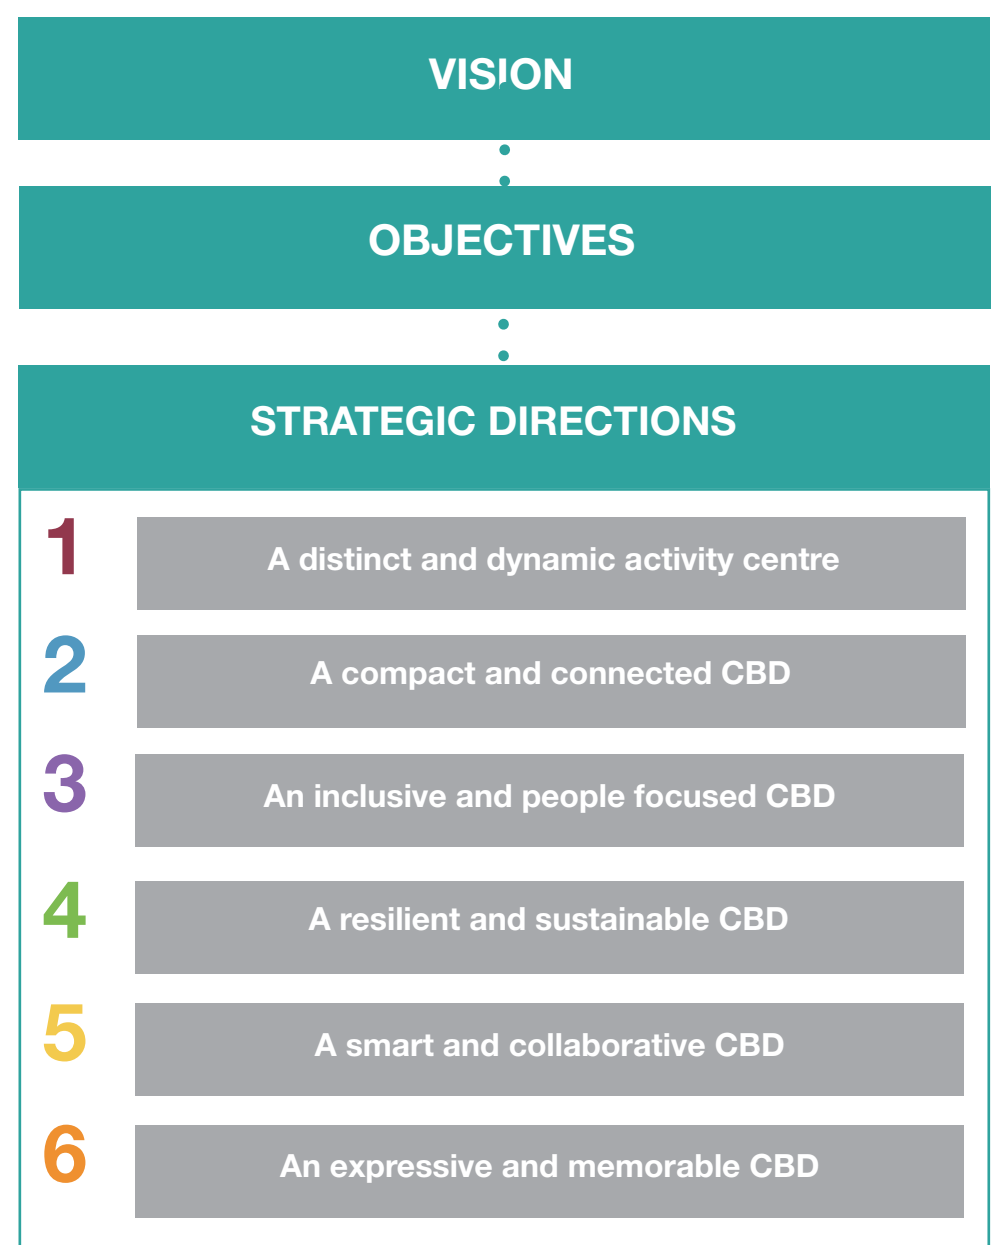 VISION
OBJECTIVES
STRATEGIC DIRECTIONS
1
A distinct and dynamic activity centre
2
A compact and connected CBD
3
An inclusive and people focused CBD
4
A resilient and sustainable CBD
5
A smart and collaborative CBD
6
An expressive and memorable CBD